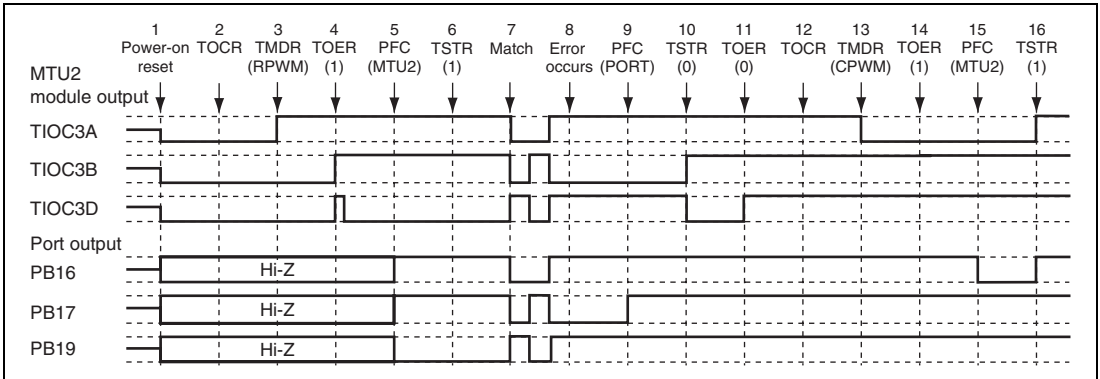 1 2 3 4 5 6 7 8 9 10 11 12 13 14 15 16
Power-on TOCR TMDR TOER PFC TSTR Match Error PFC TSTR TOER TOCR TMDR TOER PFC TSTR
reset (RPWM) (1) (MTU2) (1) occurs (PORT) (0) (0) (CPWM) (1) (MTU2) (1)
MTU2
module output
TIOC3A
TIOC3B
TIOC3D
Port output
PB16 Hi-Z
PB17 Hi-Z
PB19 Hi-Z